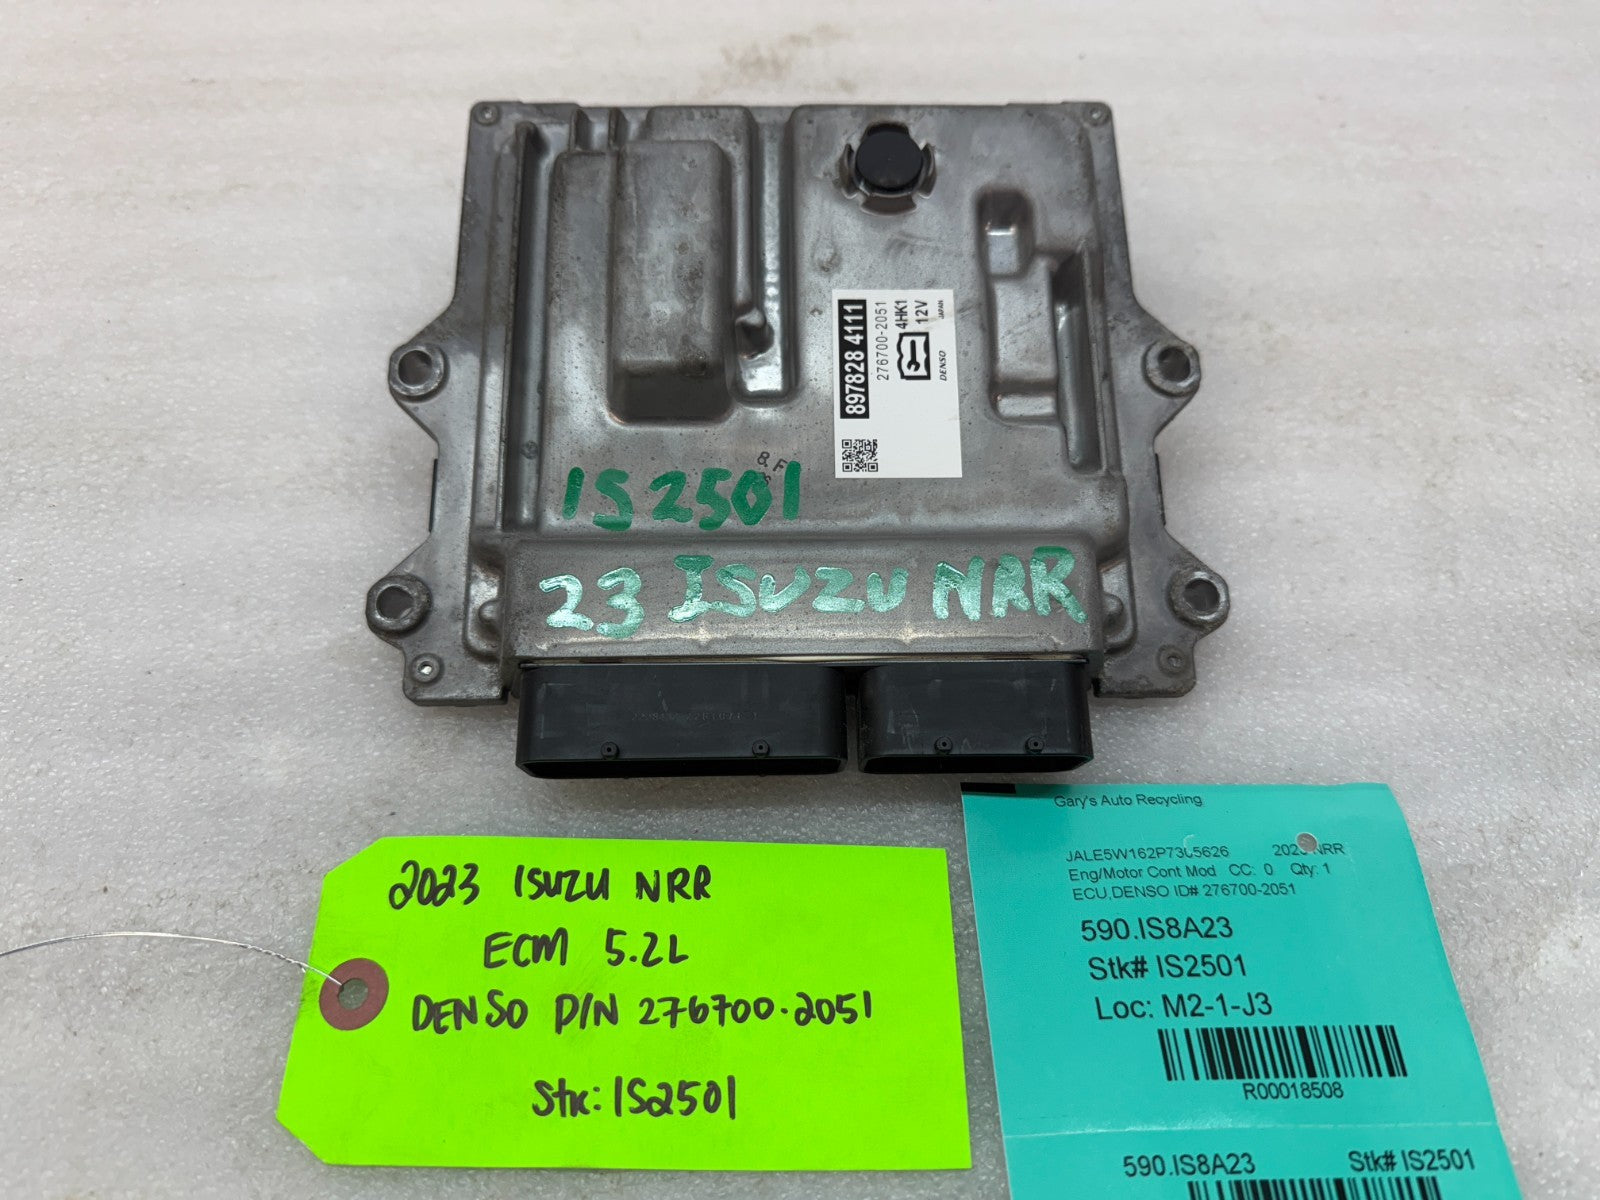 897828 4111
276700-2051
4HK1
12V
DENSO
JAPAN
8
F
IS2501
23 ISUZU NRR
2023 ISUZU NRR
ECM 5.2L
DENSO P/N 276700-2051
Stk: IS2501
Gary's Auto Recycling
NRR
Eng/Motor Cont Mod CC: 0 Qty: 1
ECU,DENSO ID# 276700-2051
590.IS8A23
Stk# IS2501
Loc: M2-1-J3
R00018508
590.IS8A23 Stk# IS2501